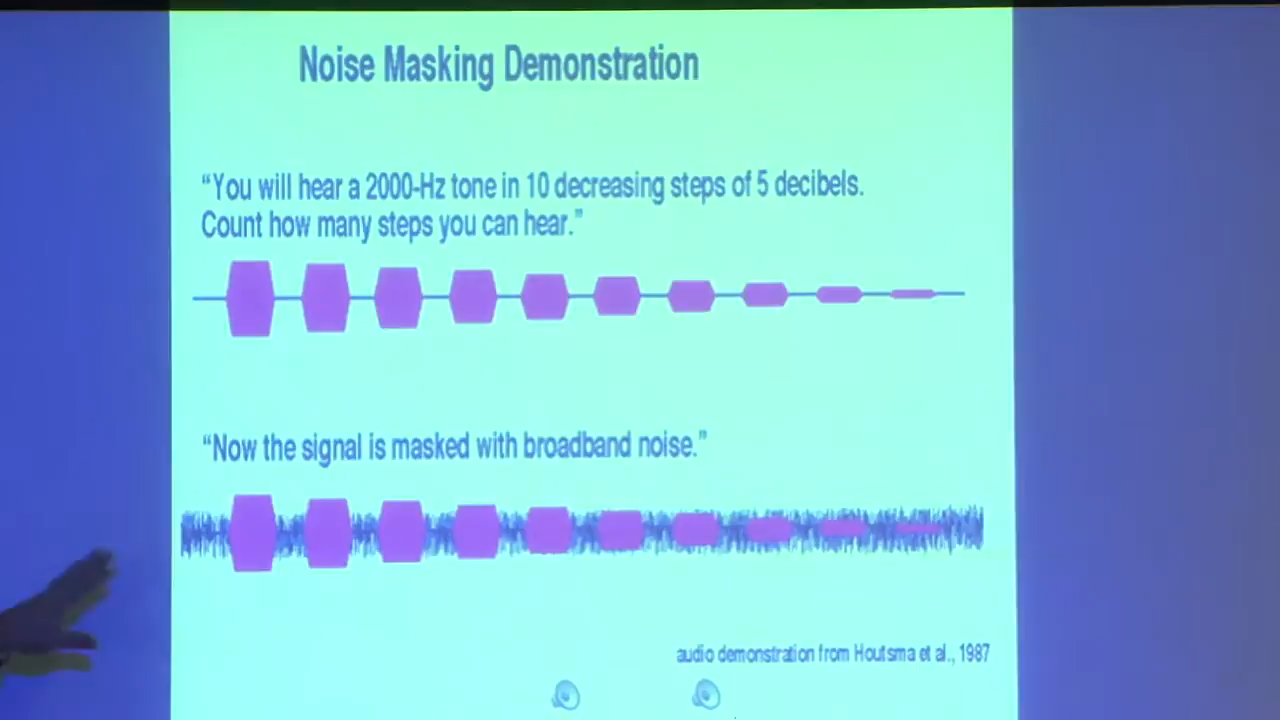 Noise Masking Demonstration
“You will hear a 2000-Hz tone in 10 decreasing steps of 5 decibels.
Count how many steps you can hear.”
“Now the signal is masked with broadband noise.”
audio demonstration from Houtsma et al., 1987